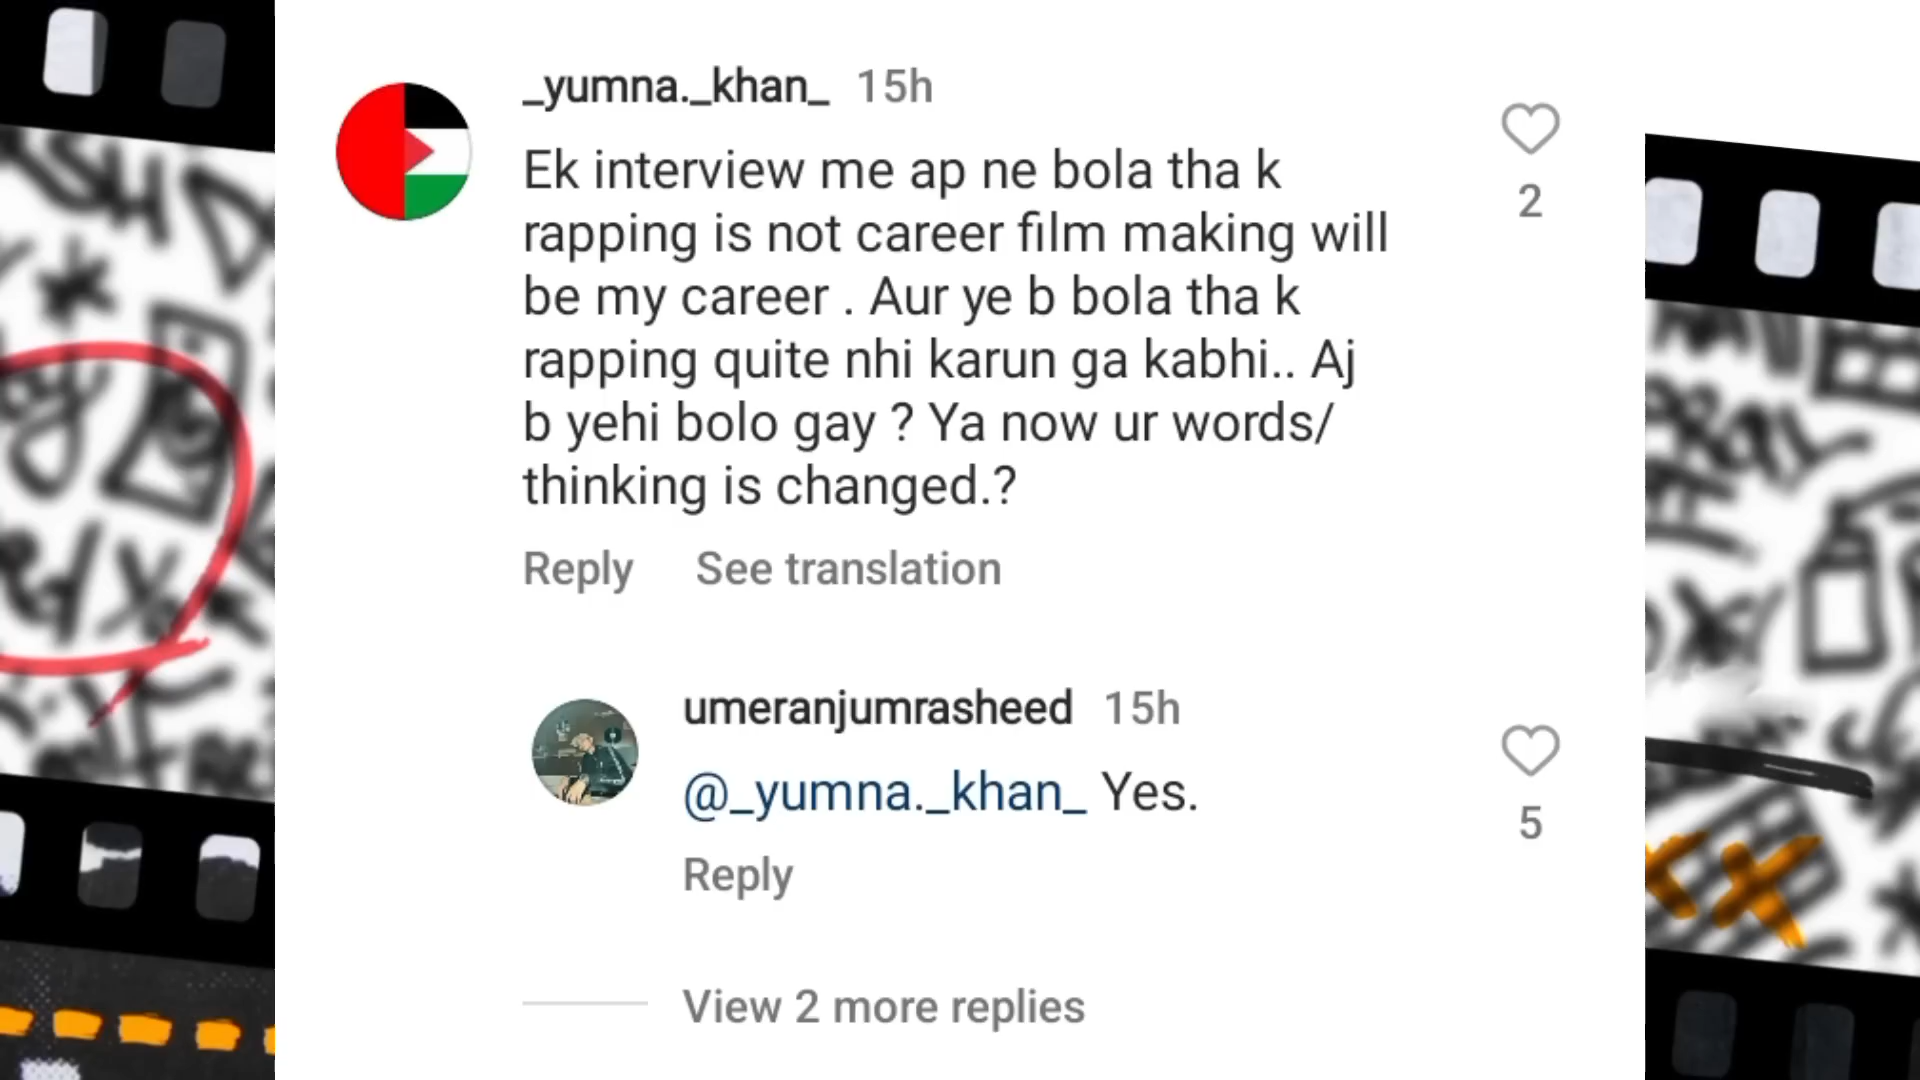 _yumna._khan_ 15h
Ek interview me ap ne bola tha k
rapping is not career film making will
be my career . Aur ye b bola tha k
rapping quite nhi karun ga kabhi.. Aj
b yehi bolo gay ? Ya now ur words/
thinking is changed.?
2
Reply See translation
umeranjumrasheed 15h
@_yumna._khan_ Yes.
5
Reply
View 2 more replies